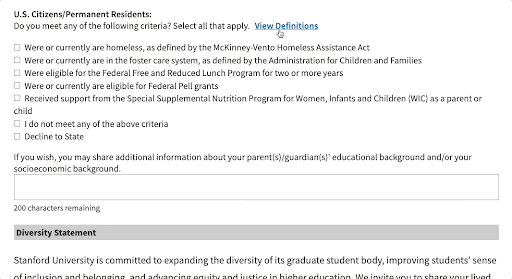 U.S. Citizens/Permanent Residents:
Do you meet any of the following criteria? Select all that apply. View Definitions
Were or currently are homeless, as defined by the McKinney-Vento Homeless Assistance Act
Were or currently are in the foster care system, as defined by the Administration for Children and Families
Were eligible for the Federal Free and Reduced Lunch Program for two or more years
Were or currently are eligible for Federal Pell grants
Received support from the Special Supplemental Nutrition Program for Women, Infants and Children (WIC) as a parent or
child
I do not meet any of the above criteria
Decline to State
If you wish, you may share additional information about your parent(s)/guardian(s)' educational background and/or your
socioeconomic background.
200 characters remaining
Diversity Statement
Stanford University is committed to expanding the diversity of its graduate student body, improving students' sense
of inclusion and belonging, and advancing equity and justice in higher education. We invite you to share your lived